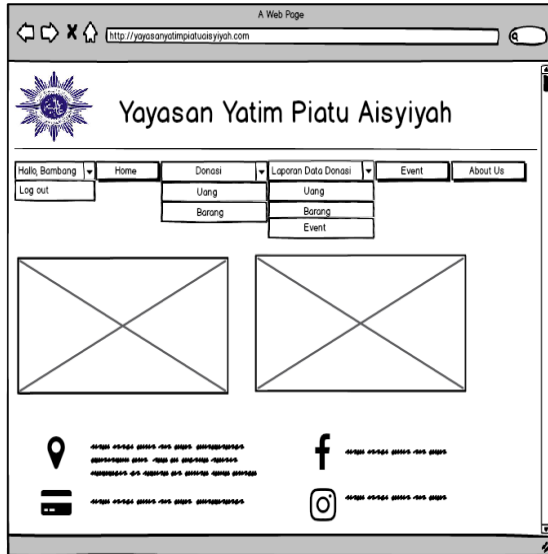 A Web Page
http://yayasanyatimpiatuaisyiyah.com
Yayasan Yatim Piatu Aisyiyah
Hallo, Bambang Home Donasi Laporan Data Donasi Event About Us
Log out Uang Uang
Barang Barang
Event